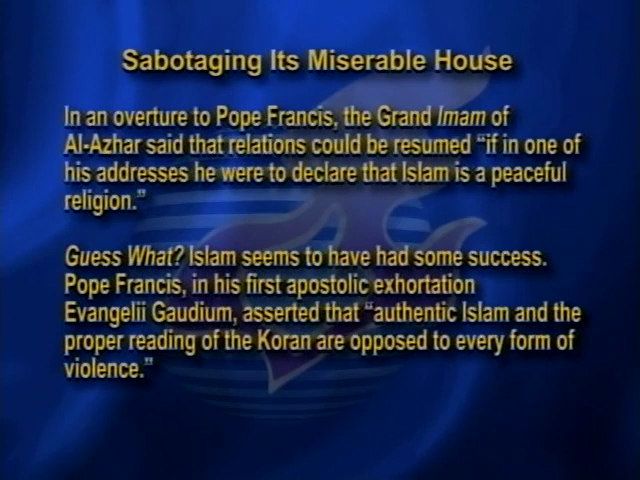 Sabotaging Its Miserable House
In an overture to Pope Francis, the Grand Imam of
Al-Azhar said that relations could be resumed “if in one of
his addresses he were to declare that Islam is a peaceful
religion.”
Guess What? Islam seems to have had some success.
Pope Francis, in his first apostolic exhortation
Evangelii Gaudium, asserted that “authentic Islam and the
proper reading of the Koran are opposed to every form of
violence.”